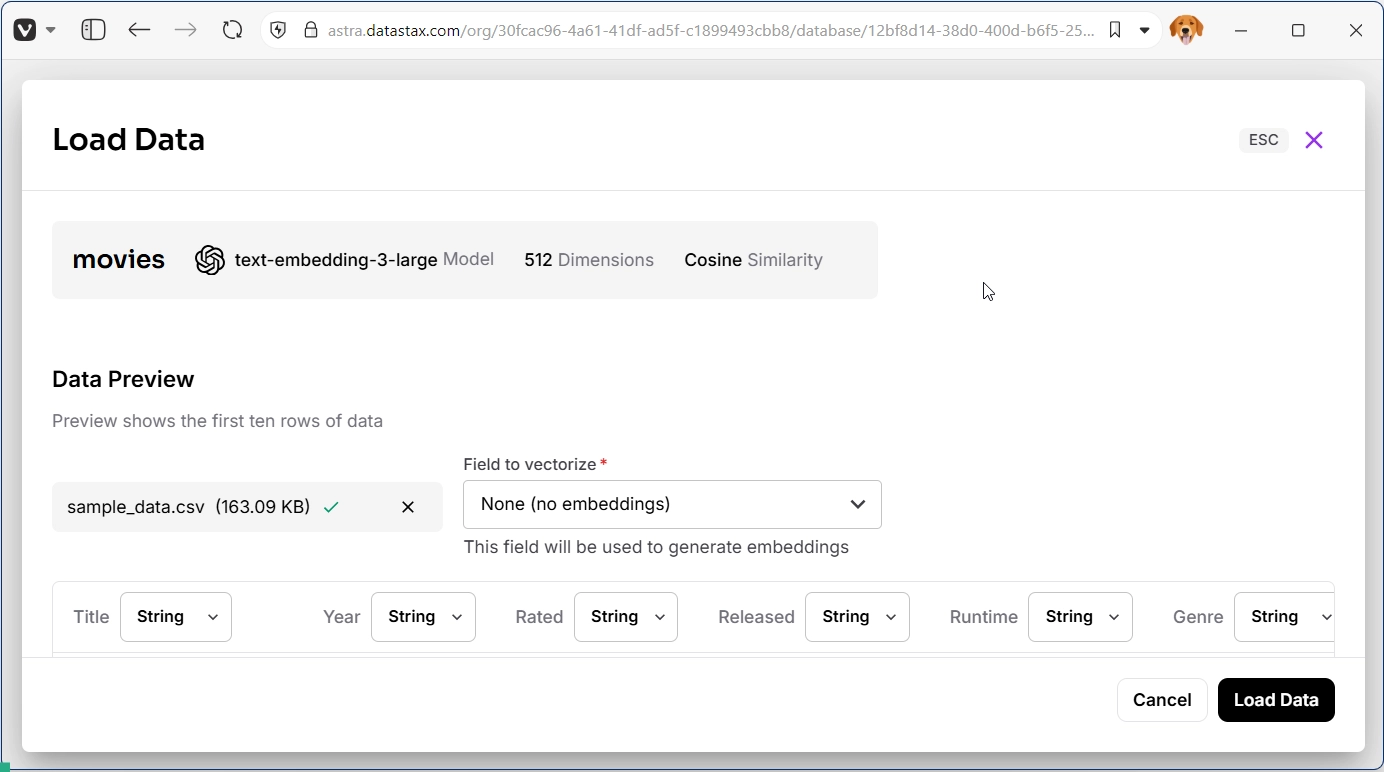 astra.datastax.com/org/30fcac96-4a61-41df-ad5f-c1899493cbb8/database/12bf8d14-38d0-400d-b6f5-25...
Load Data
ESC
movies text-embedding-3-large Model 512 Dimensions Cosine Similarity
Data Preview
Preview shows the first ten rows of data
Field to vectorize *
sample_data.csv (163.09 KB) None (no embeddings)
This field will be used to generate embeddings
Title String Year String Rated String Released String Runtime String Genre String
Cancel Load Data